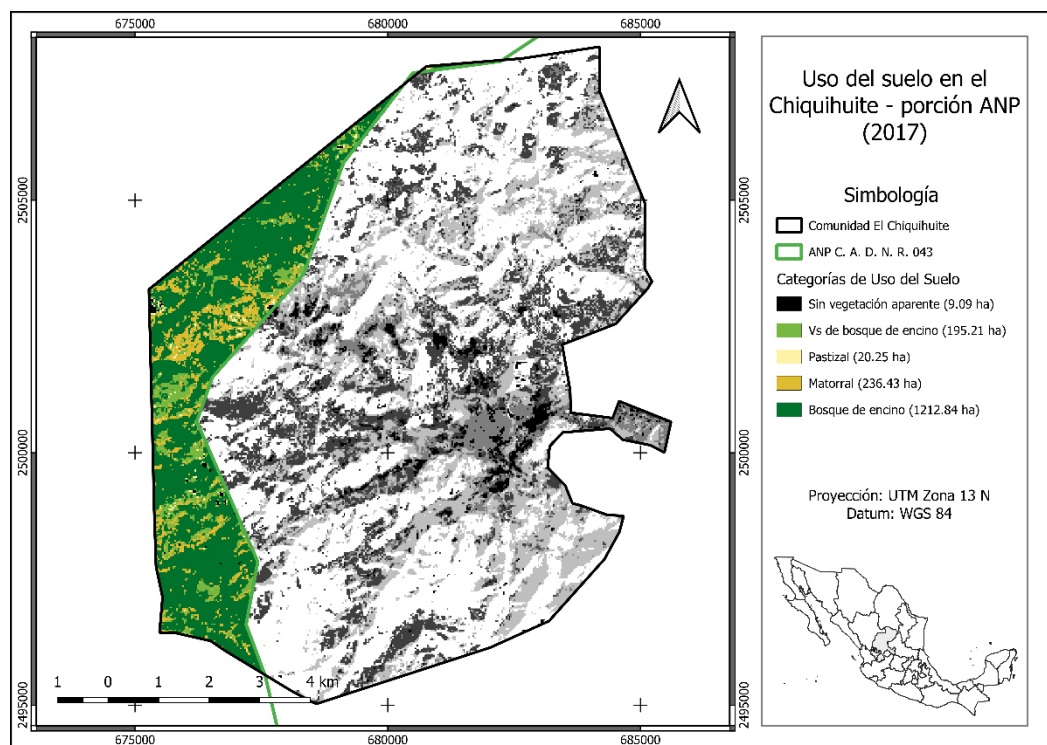 675000
680000
685000
2505000
2500000
2495000
2505000
2500000
2495000
1 0 1 2 3 4 km
675000
680000
685000
Uso del suelo en el
Chiquihuite - porción ANP
(2017)
Simbología
Comunidad El Chiquihuite
ANP C. A. D. N. R. 043
Categorías de Uso del Suelo
Sin vegetación aparente (9.09 ha)
Vs de bosque de encino (195.21 ha)
Pastizal (20.25 ha)
Matorral (236.43 ha)
Bosque de encino (1212.84 ha)
Proyección: UTM Zona 13 N
Datum: WGS 84